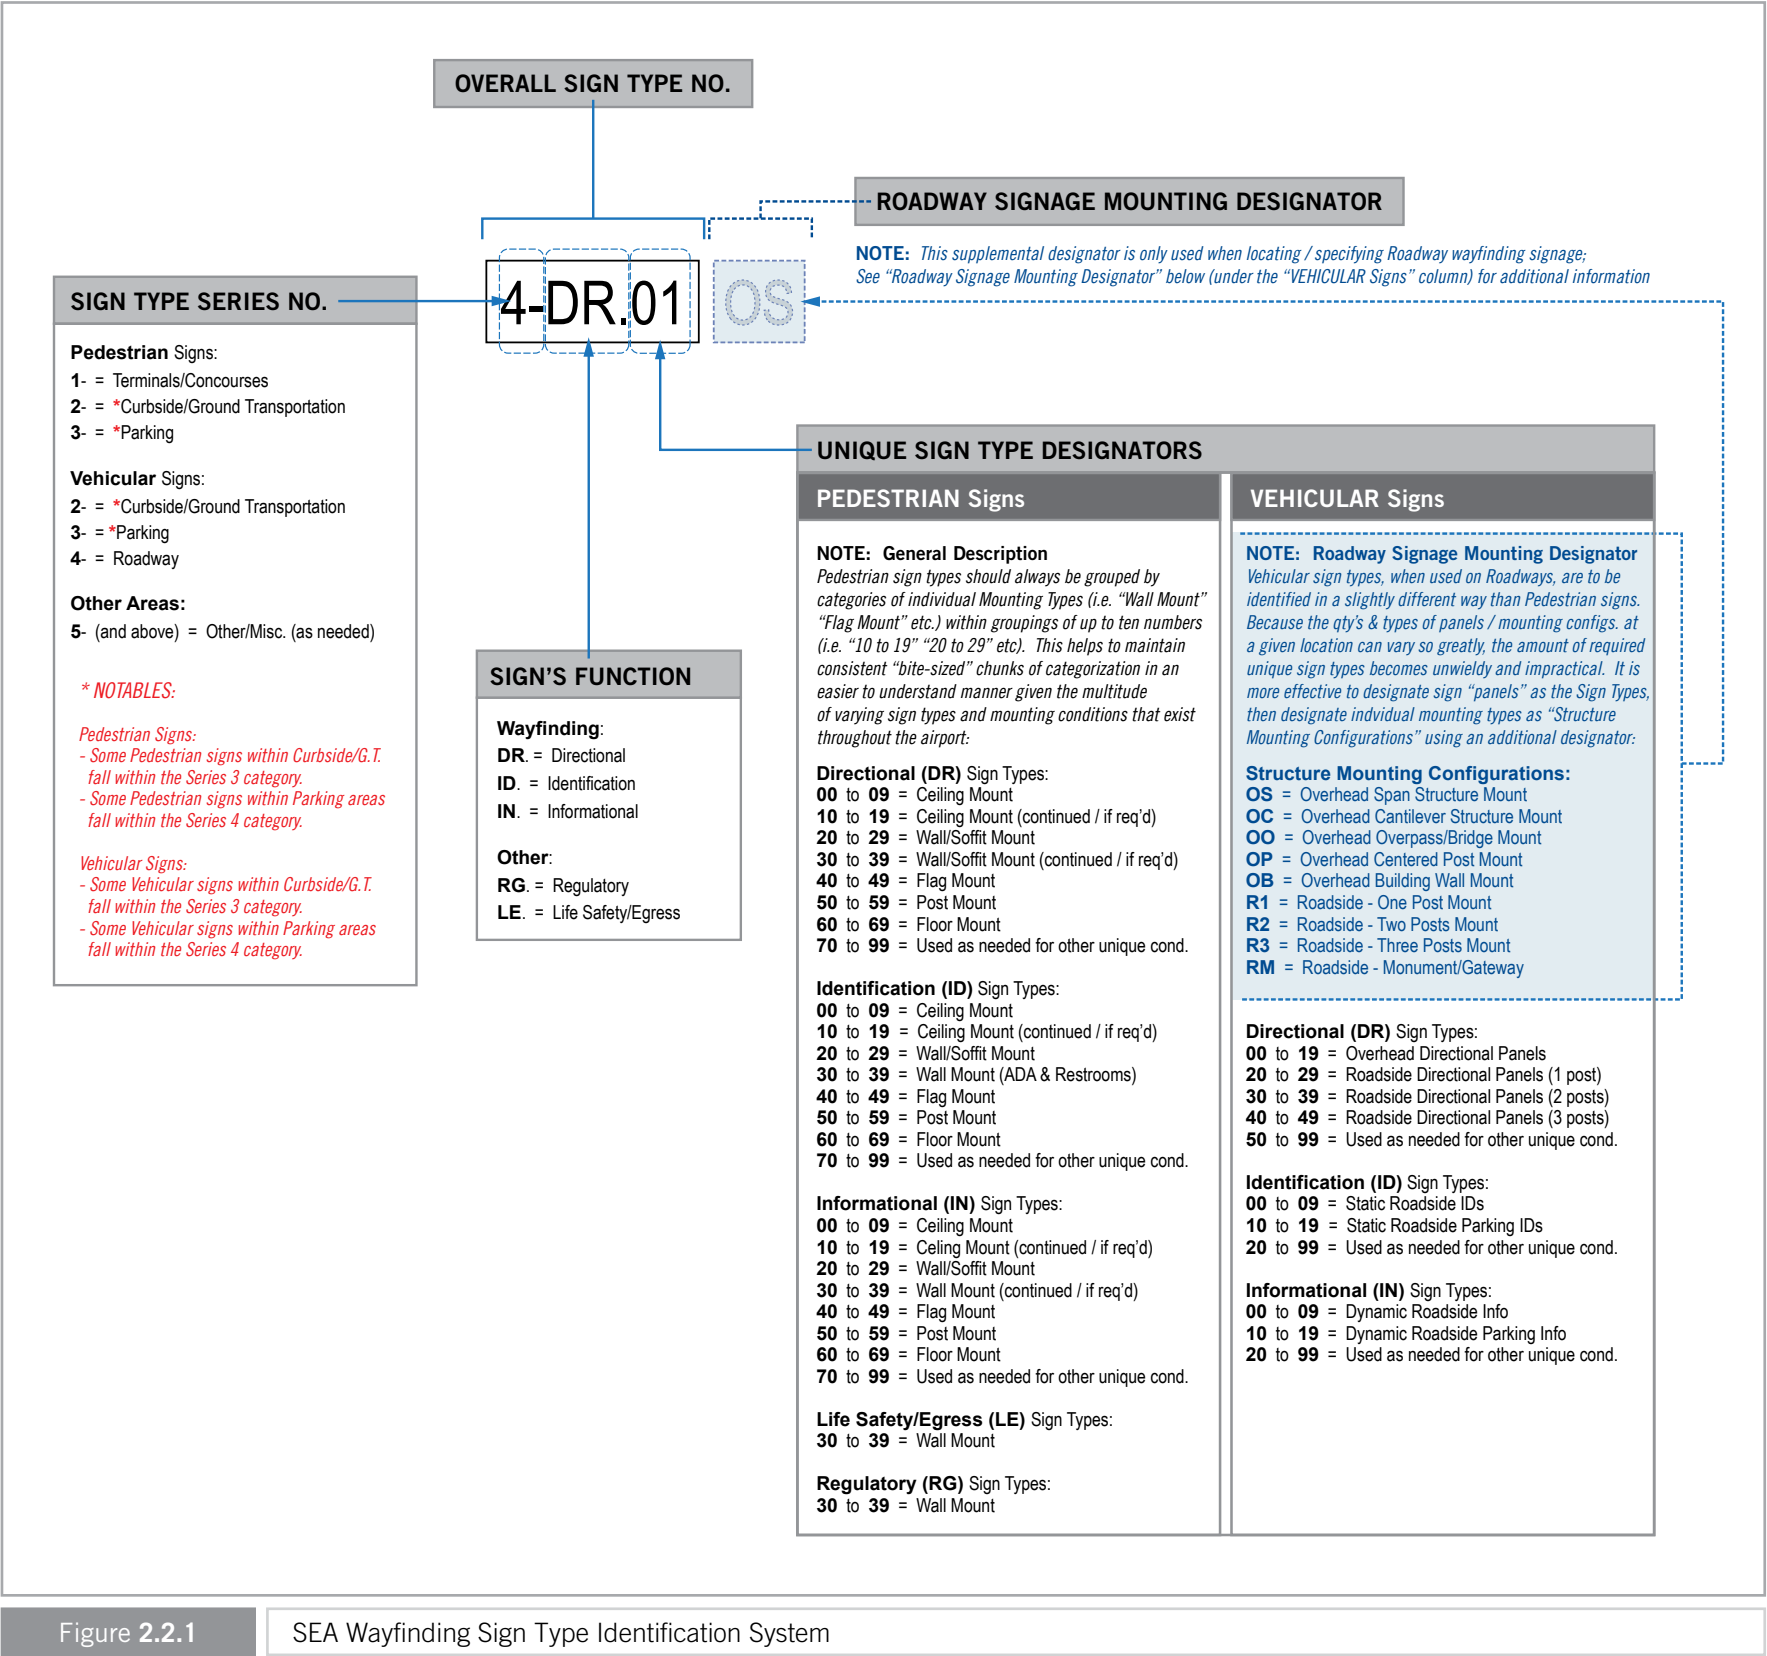 OVERALL SIGN TYPE NO.
ROADWAY SIGNAGE MOUNTING DESIGNATOR
NOTE: This supplemental designator is only used when locating / specifying Roadway wayfinding signage;
See “Roadway Signage Mounting Designator” below (under the “VEHICULAR Signs” column) for additional information
4-DR.01 OS
SIGN TYPE SERIES NO.
Pedestrian Signs:
1- = Terminals/Concourses
2- = *Curbside/Ground Transportation
3- = *Parking
Vehicular Signs:
2- = *Curbside/Ground Transportation
3- = *Parking
4- = Roadway
Other Areas:
5- (and above) = Other/Misc. (as needed)
* NOTABLES:
Pedestrian Signs:
- Some Pedestrian signs within Curbside/G.T.
fall within the Series 3 category.
- Some Pedestrian signs within Parking areas
fall within the Series 4 category.
Vehicular Signs:
- Some Vehicular signs within Curbside/G.T.
fall within the Series 3 category.
- Some Vehicular signs within Parking areas
fall within the Series 4 category.
SIGN’S FUNCTION
Wayfinding:
DR. = Directional
ID. = Identification
IN. = Informational
Other:
RG. = Regulatory
LE. = Life Safety/Egress
UNIQUE SIGN TYPE DESIGNATORS
PEDESTRIAN Signs
NOTE: General Description
Pedestrian sign types should always be grouped by
categories of individual Mounting Types (i.e. “Wall Mount”
“Flag Mount” etc.) within groupings of up to ten numbers
(i.e. “10 to 19” “20 to 29” etc). This helps to maintain
consistent “bite-sized” chunks of categorization in an
easier to understand manner given the multitude
of varying sign types and mounting conditions that exist
throughout the airport:
Directional (DR) Sign Types:
00 to 09 = Ceiling Mount
10 to 19 = Ceiling Mount (continued / if req’d)
20 to 29 = Wall/Soffit Mount
30 to 39 = Wall/Soffit Mount (continued / if req’d)
40 to 49 = Flag Mount
50 to 59 = Post Mount
60 to 69 = Floor Mount
70 to 99 = Used as needed for other unique cond.
Identification (ID) Sign Types:
00 to 09 = Ceiling Mount
10 to 19 = Ceiling Mount (continued / if req’d)
20 to 29 = Wall/Soffit Mount
30 to 39 = Wall Mount (ADA & Restrooms)
40 to 49 = Flag Mount
50 to 59 = Post Mount
60 to 69 = Floor Mount
70 to 99 = Used as needed for other unique cond.
Informational (IN) Sign Types:
00 to 09 = Ceiling Mount
10 to 19 = Celing Mount (continued / if req’d)
20 to 29 = Wall/Soffit Mount
30 to 39 = Wall Mount (continued / if req’d)
40 to 49 = Flag Mount
50 to 59 = Post Mount
60 to 69 = Floor Mount
70 to 99 = Used as needed for other unique cond.
Life Safety/Egress (LE) Sign Types:
30 to 39 = Wall Mount
Regulatory (RG) Sign Types:
30 to 39 = Wall Mount
VEHICULAR Signs
NOTE: Roadway Signage Mounting Designator
Vehicular sign types, when used on Roadways, are to be
identified in a slightly different way than Pedestrian signs.
Because the qty’s & types of panels / mounting configs. at
a given location can vary so greatly, the amount of required
unique sign types becomes unwieldy and impractical. It is
more effective to designate sign “panels” as the Sign Types,
then designate indvidual mounting types as “Structure
Mounting Configurations” using an additional designator:
Structure Mounting Configurations:
OS = Overhead Span Structure Mount
OC = Overhead Cantilever Structure Mount
OO = Overhead Overpass/Bridge Mount
OP = Overhead Centered Post Mount
OB = Overhead Building Wall Mount
R1 = Roadside - One Post Mount
R2 = Roadside - Two Posts Mount
R3 = Roadside - Three Posts Mount
RM = Roadside - Monument/Gateway
Directional (DR) Sign Types:
00 to 19 = Overhead Directional Panels
20 to 29 = Roadside Directional Panels (1 post)
30 to 39 = Roadside Directional Panels (2 posts)
40 to 49 = Roadside Directional Panels (3 posts)
50 to 99 = Used as needed for other unique cond.
Identification (ID) Sign Types:
00 to 09 = Static Roadside IDs
10 to 19 = Static Roadside Parking IDs
20 to 99 = Used as needed for other unique cond.
Informational (IN) Sign Types:
00 to 09 = Dynamic Roadside Info
10 to 19 = Dynamic Roadside Parking Info
20 to 99 = Used as needed for other unique cond.
Figure 2.2.1
SEA Wayfinding Sign Type Identification System